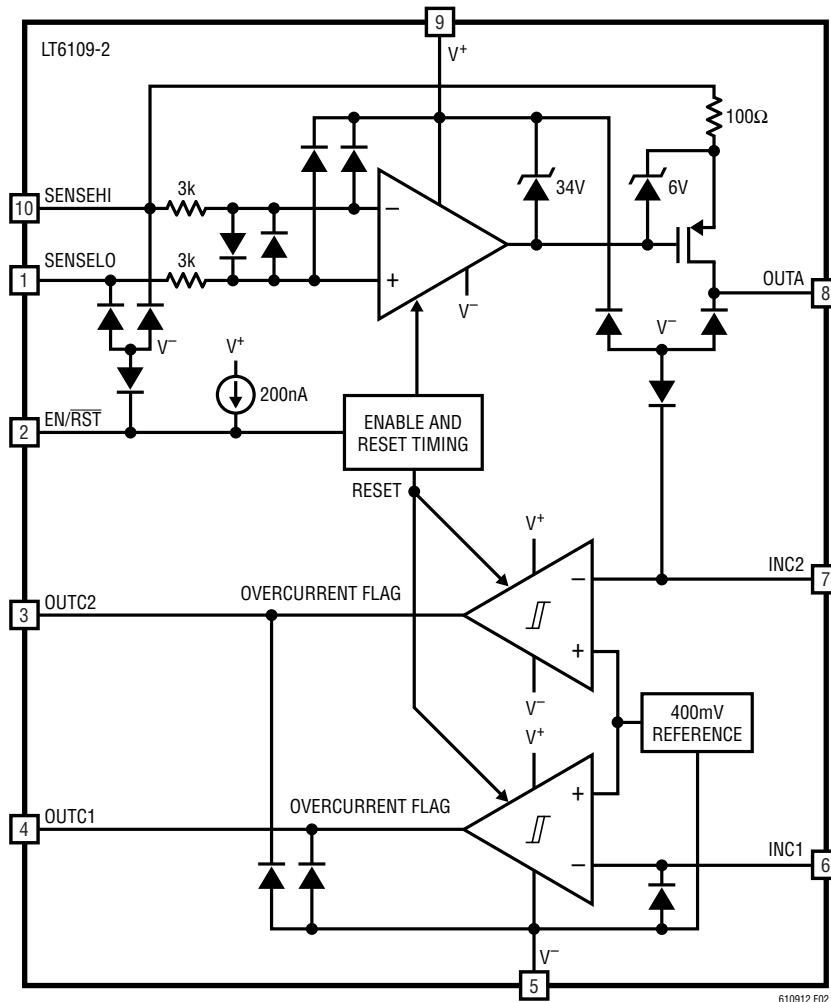 9
LT6109-2
V⁺
100Ω
34V
6V
10
SENSEHI
3k
−
1
SENSELO
3k
+
V⁻
OUTA
8
V⁻
V⁻
V⁺
200nA
2
EN/R̅S̅T̅
ENABLE AND
RESET TIMING
RESET
V⁺
−
INC2
7
3
OUTC2
OVERCURRENT FLAG
+
V⁻
400mV
REFERENCE
V⁺
4
OUTC1
OVERCURRENT FLAG
+
−
INC1
6
V⁻
5
610912 F02